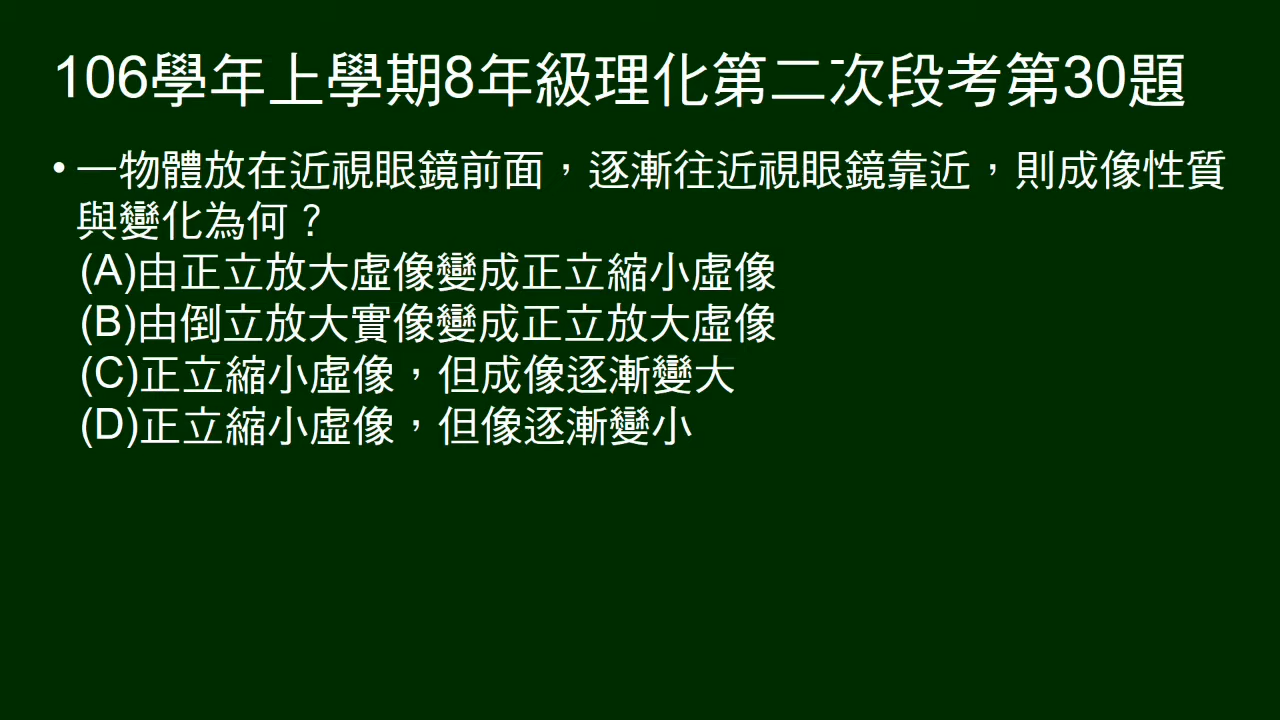 106學年上學期8年級理化第二次段考第30題
• 一物體放在近視眼鏡前面，逐漸往近視眼鏡靠近，則成像性質
與變化為何？
(A)由正立放大虛像變成正立縮小虛像
(B)由倒立放大實像變成正立放大虛像
(C)正立縮小虛像，但成像逐漸變大
(D)正立縮小虛像，但像逐漸變小